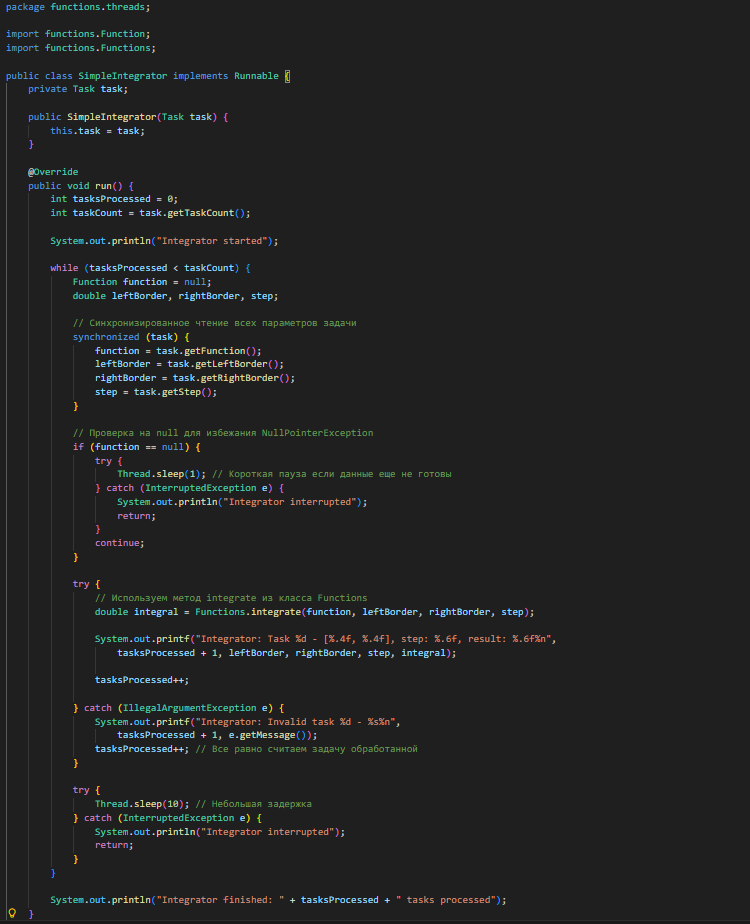 package functions.threads;
import functions.Function;
import functions.Functions;
public class SimpleIntegrator implements Runnable {
    private Task task;
    public SimpleIntegrator(Task task) {
        this.task = task;
    }
    @Override
    public void run() {
        int tasksProcessed = 0;
        int taskCount = task.getTaskCount();
        System.out.println("Integrator started");
        while (tasksProcessed < taskCount) {
            Function function = null;
            double leftBorder, rightBorder, step;
            // Синхронизированное чтение всех параметров задачи
            synchronized (task) {
                function = task.getFunction();
                leftBorder = task.getLeftBorder();
                rightBorder = task.getRightBorder();
                step = task.getStep();
            }
            // Проверка на null для избежания NullPointerException
            if (function == null) {
                try {
                    Thread.sleep(1); // Короткая пауза если данные еще не готовы
                } catch (InterruptedException e) {
                    System.out.println("Integrator interrupted");
                    return;
                }
                continue;
            }
            try {
                // Используем метод integrate из класса Functions
                double integral = Functions.integrate(function, leftBorder, rightBorder, step);
                System.out.printf("Integrator: Task %d - [%.4f, %.4f], step: %.6f, result: %.6f%n",
                    tasksProcessed + 1, leftBorder, rightBorder, step, integral);
                tasksProcessed++;
            } catch (IllegalArgumentException e) {
                System.out.printf("Integrator: Invalid task %d - %s%n",
                    tasksProcessed + 1, e.getMessage());
                tasksProcessed++; // Все равно считаем задачу обработанной
            }
            try {
                Thread.sleep(10); // Небольшая задержка
            } catch (InterruptedException e) {
                System.out.println("Integrator interrupted");
                return;
            }
        }
        System.out.println("Integrator finished: " + tasksProcessed + " tasks processed");
    }